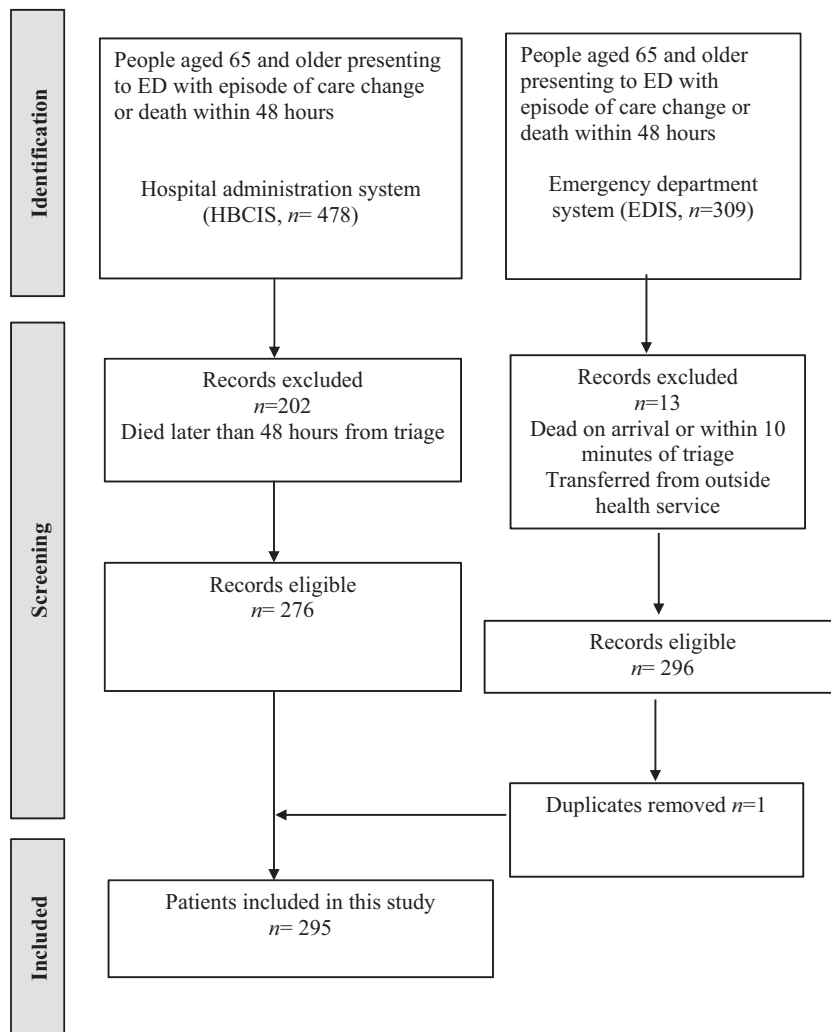 Identification
People aged 65 and older presenting
to ED with episode of care change
or death within 48 hours
Hospital administration system
(HBCIS, n= 478)
People aged 65 and older
presenting to ED with
episode of care change or
death within 48 hours
Emergency department
system (EDIS, n=309)
Screening
Records excluded
n=202
Died later than 48 hours from triage
Records excluded
n=13
Dead on arrival or within 10
minutes of triage
Transferred from outside
health service
Records eligible
n= 276
Records eligible
n= 296
Duplicates removed n=1
Included
Patients included in this study
n= 295